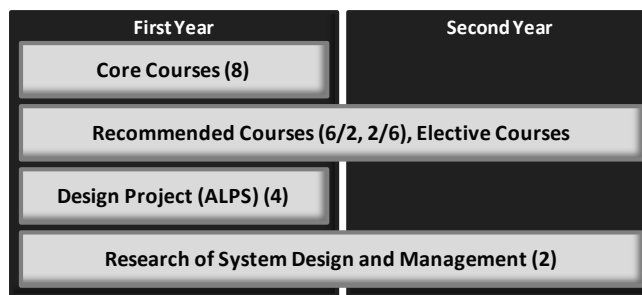 First Year
Second Year
Core Courses (8)
Recommended Courses (6/2, 2/6), Elective Courses
Design Project (ALPS) (4)
Research of System Design and Management (2)